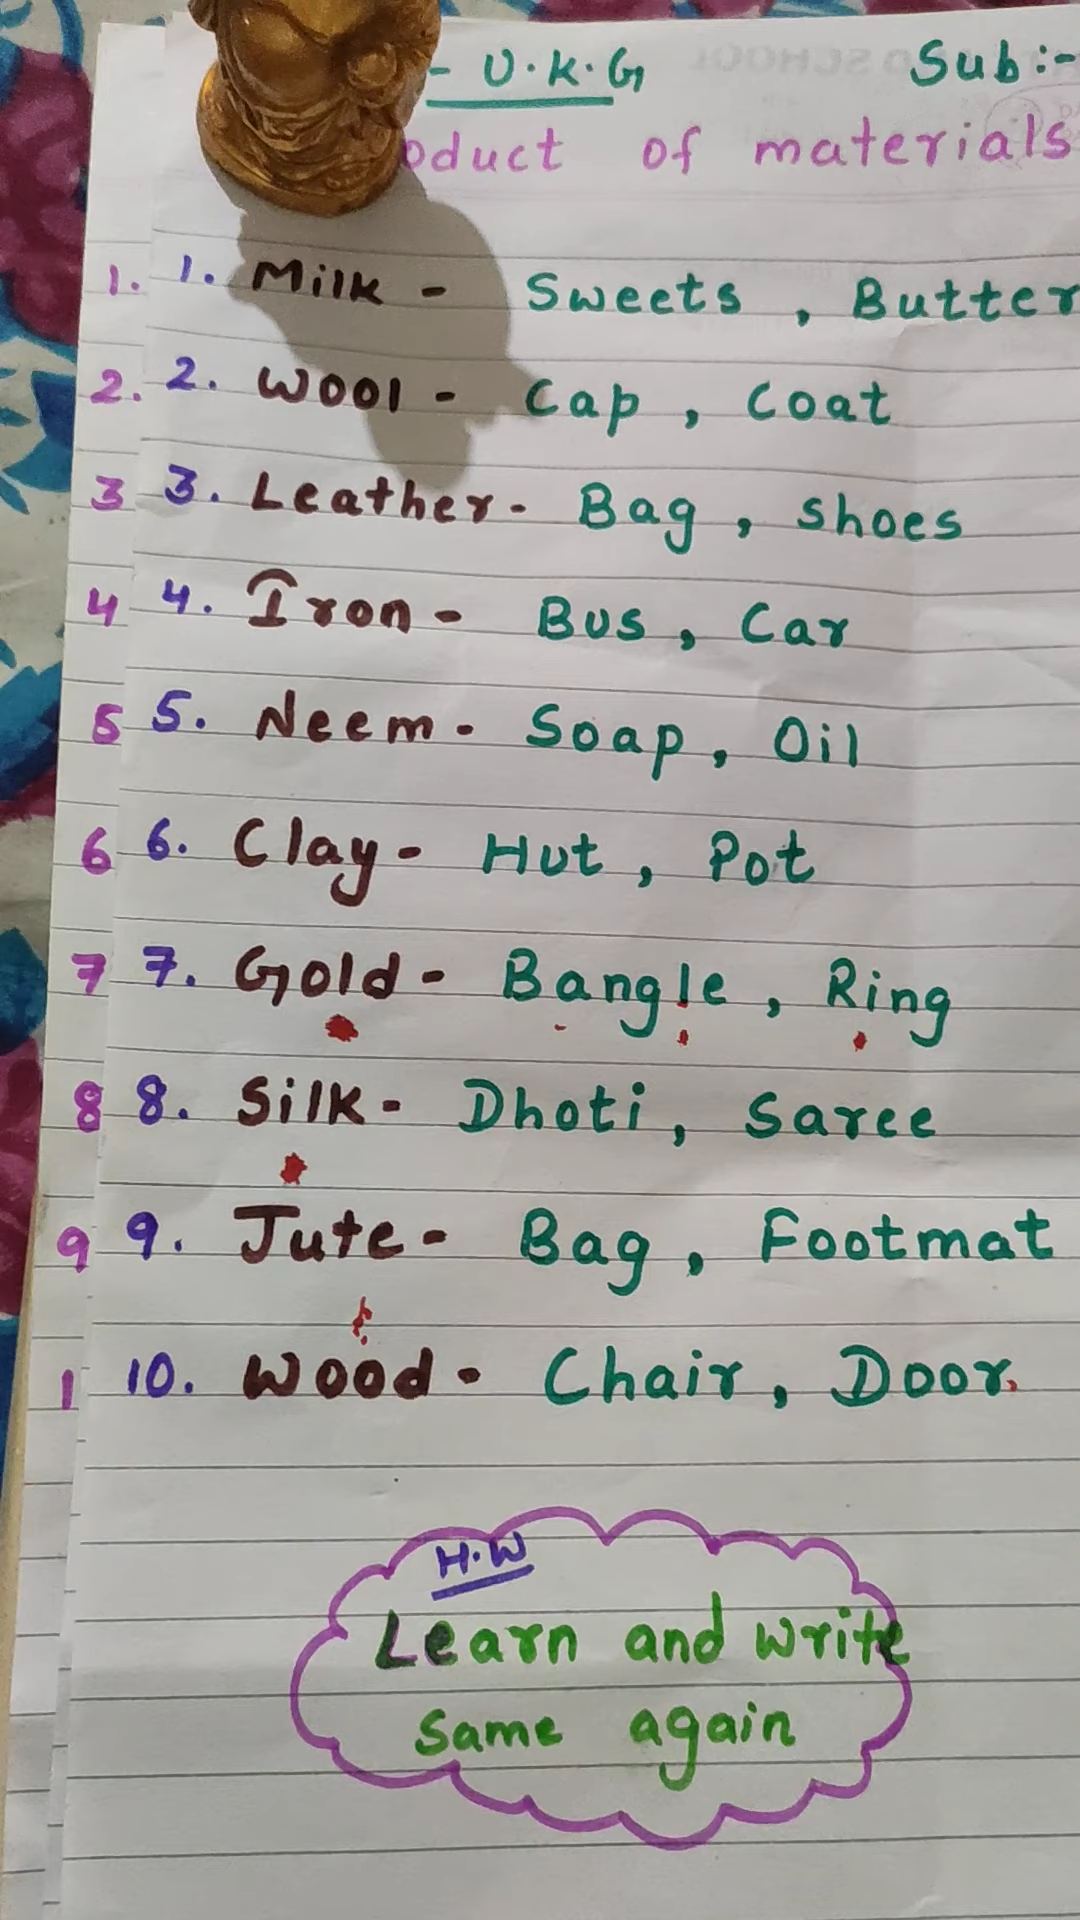 - U.K.G Sub:-
oduct of materials
1. 1. Milk - Sweets, Butter
2. 2. Wool - Cap, Coat
3 3. Leather - Bag, shoes
4 4. Iron - Bus, Car
5 5. Neem - Soap, Oil
6 6. Clay - Hut, Pot
7 7. Gold - Bangle, Ring
8 8. Silk - Dhoti, Saree
9 9. Jute - Bag, Footmat
1 10. Wood - Chair, Door.
H.W
Learn and write
same again